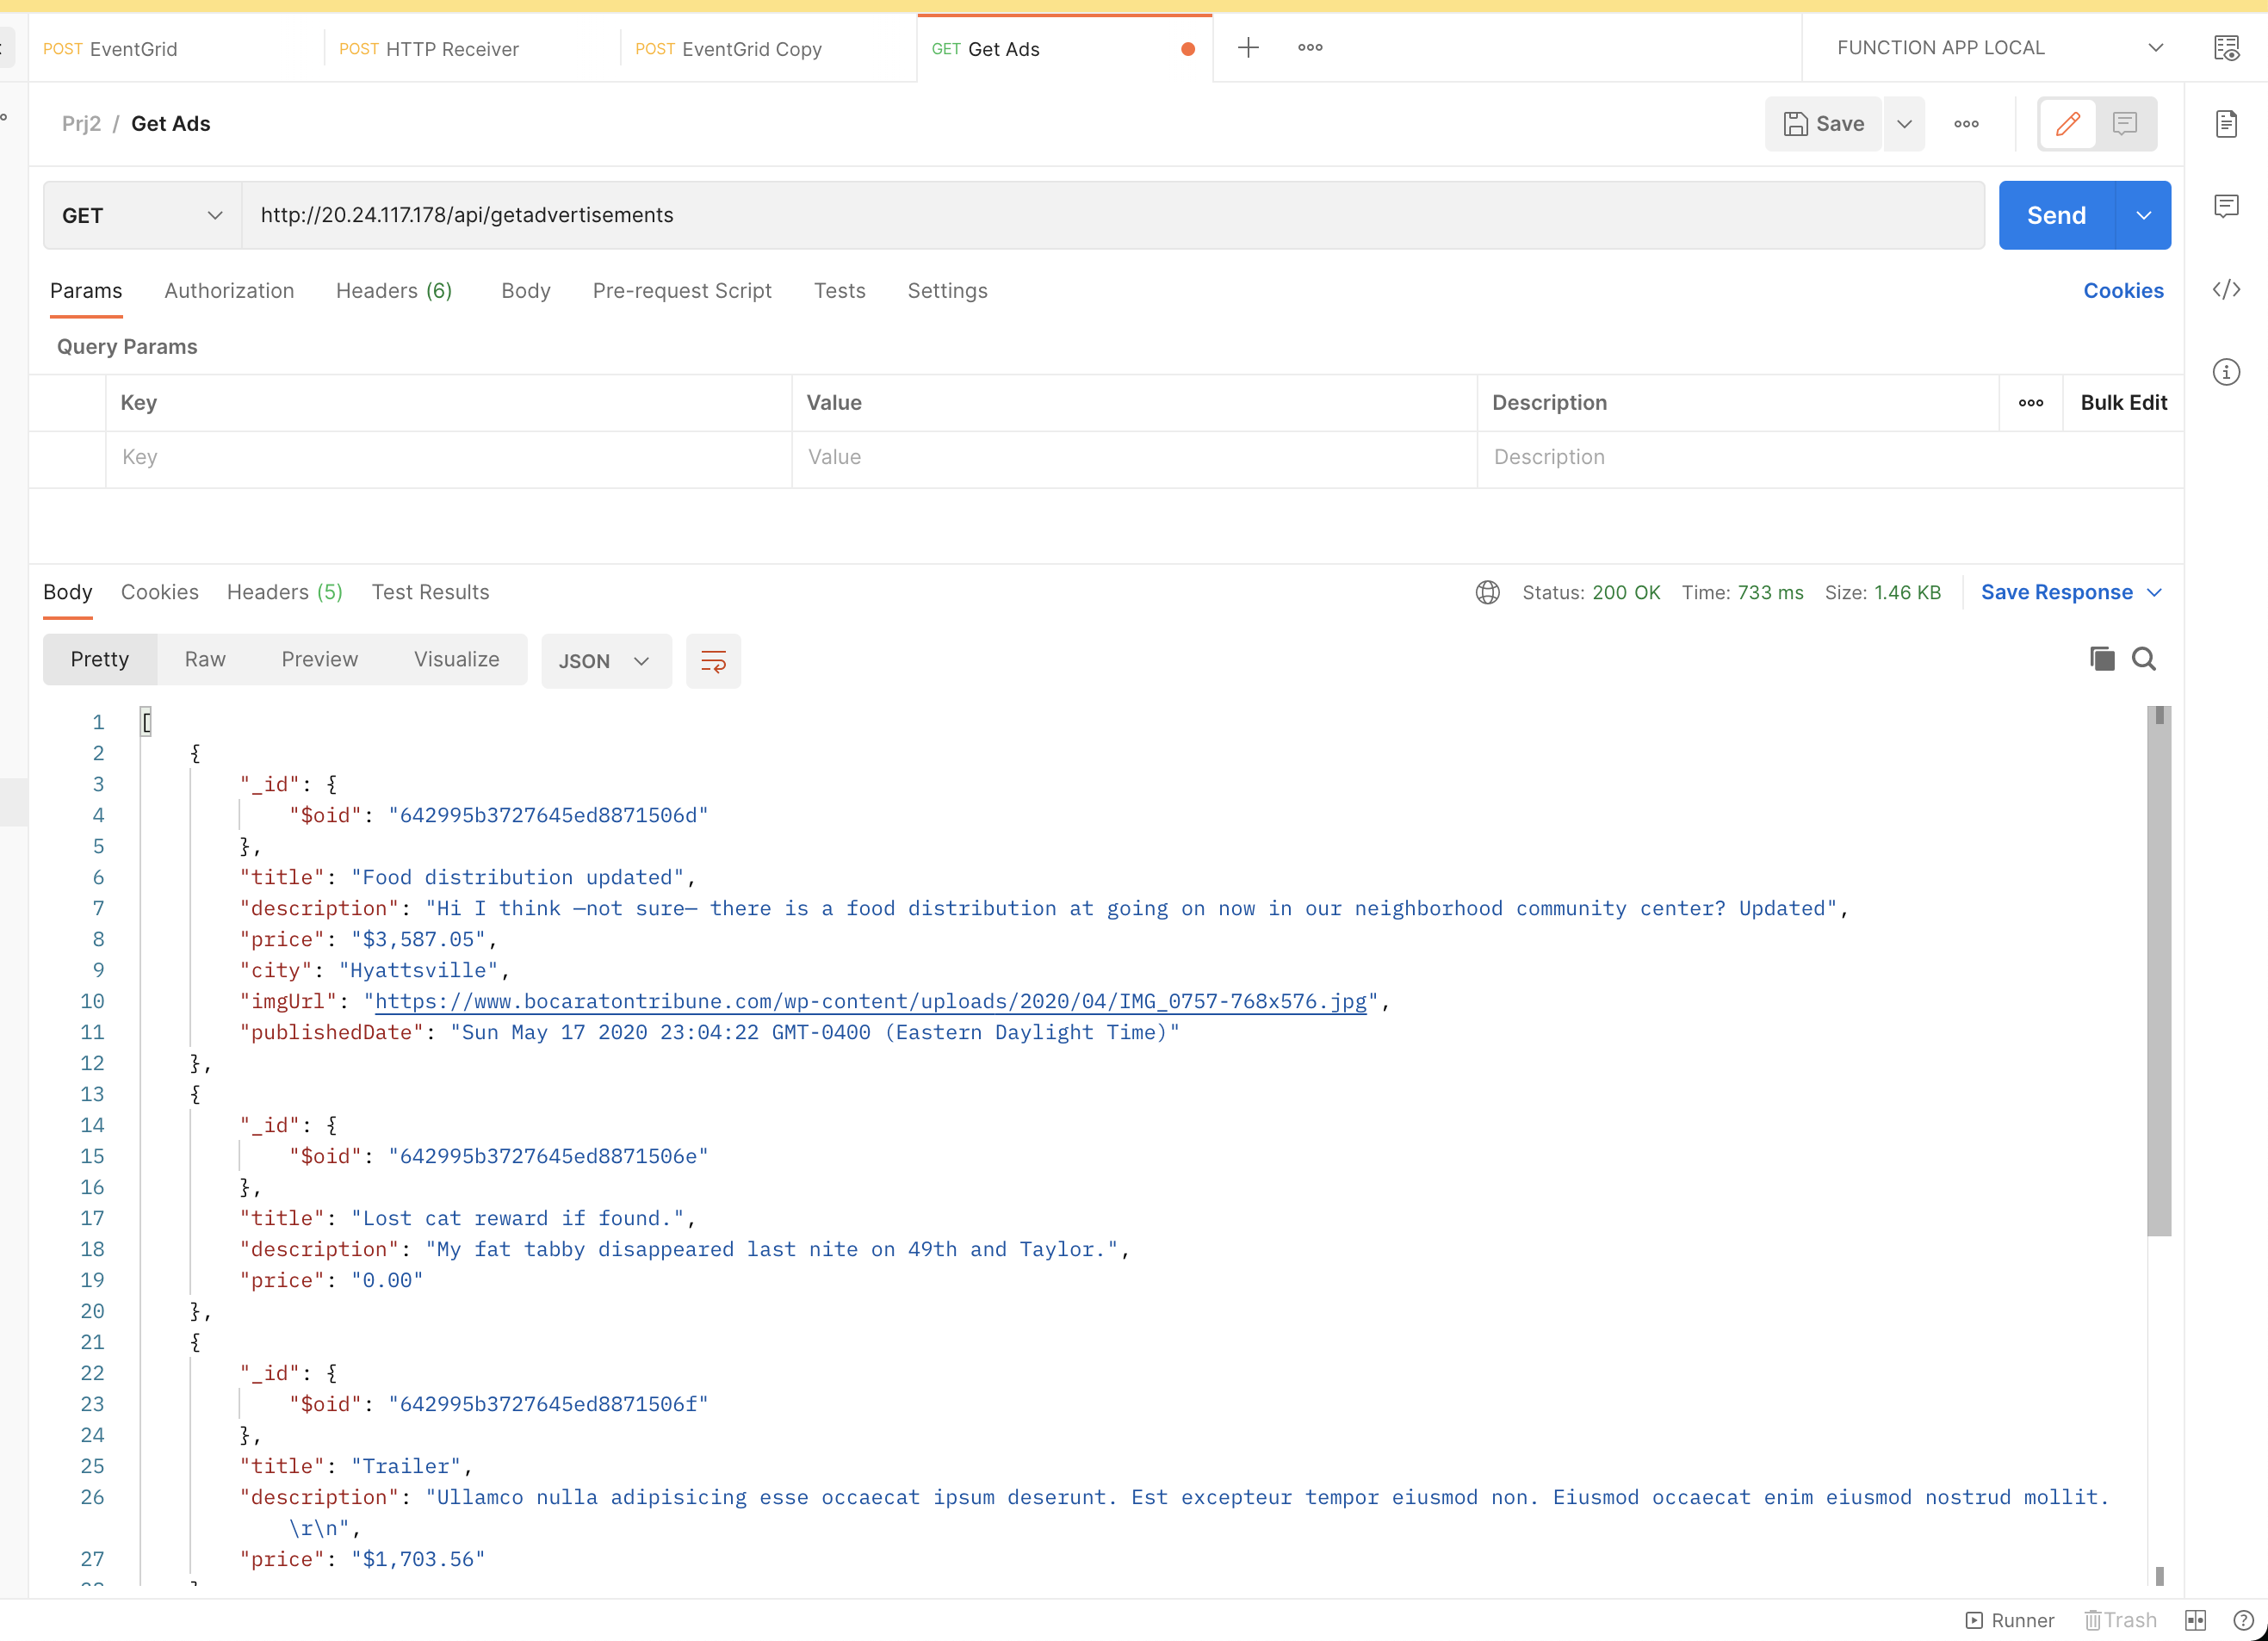 POST EventGrid POST HTTP Receiver POST EventGrid Copy GET Get Ads FUNCTION APP LOCAL
Prj2 / Get Ads Save
GET http://20.24.117.178/api/getadvertisements Send
Params Authorization Headers (6) Body Pre-request Script Tests Settings Cookies
Query Params
Key Value Description Bulk Edit
Key Value Description
Body Cookies Headers (5) Test Results Status: 200 OK Time: 733 ms Size: 1.46 KB Save Response
Pretty Raw Preview Visualize JSON
1 [
2 {
3 "_id": {
4 "$oid": "642995b3727645ed8871506d"
5 },
6 "title": "Food distribution updated",
7 "description": "Hi I think —not sure— there is a food distribution at going on now in our neighborhood community center? Updated",
8 "price": "$3,587.05",
9 "city": "Hyattsville",
10 "imgUrl": "https://www.bocaratontribune.com/wp-content/uploads/2020/04/IMG_0757-768x576.jpg",
11 "publishedDate": "Sun May 17 2020 23:04:22 GMT-0400 (Eastern Daylight Time)"
12 },
13 {
14 "_id": {
15 "$oid": "642995b3727645ed8871506e"
16 },
17 "title": "Lost cat reward if found.",
18 "description": "My fat tabby disappeared last nite on 49th and Taylor.",
19 "price": "0.00"
20 },
21 {
22 "_id": {
23 "$oid": "642995b3727645ed8871506f"
24 },
25 "title": "Trailer",
26 "description": "Ullamco nulla adipisicing esse occaecat ipsum deserunt. Est excepteur tempor eiusmod non. Eiusmod occaecat enim eiusmod nostrud mollit.
\r\n",
27 "price": "$1,703.56"
Runner Trash